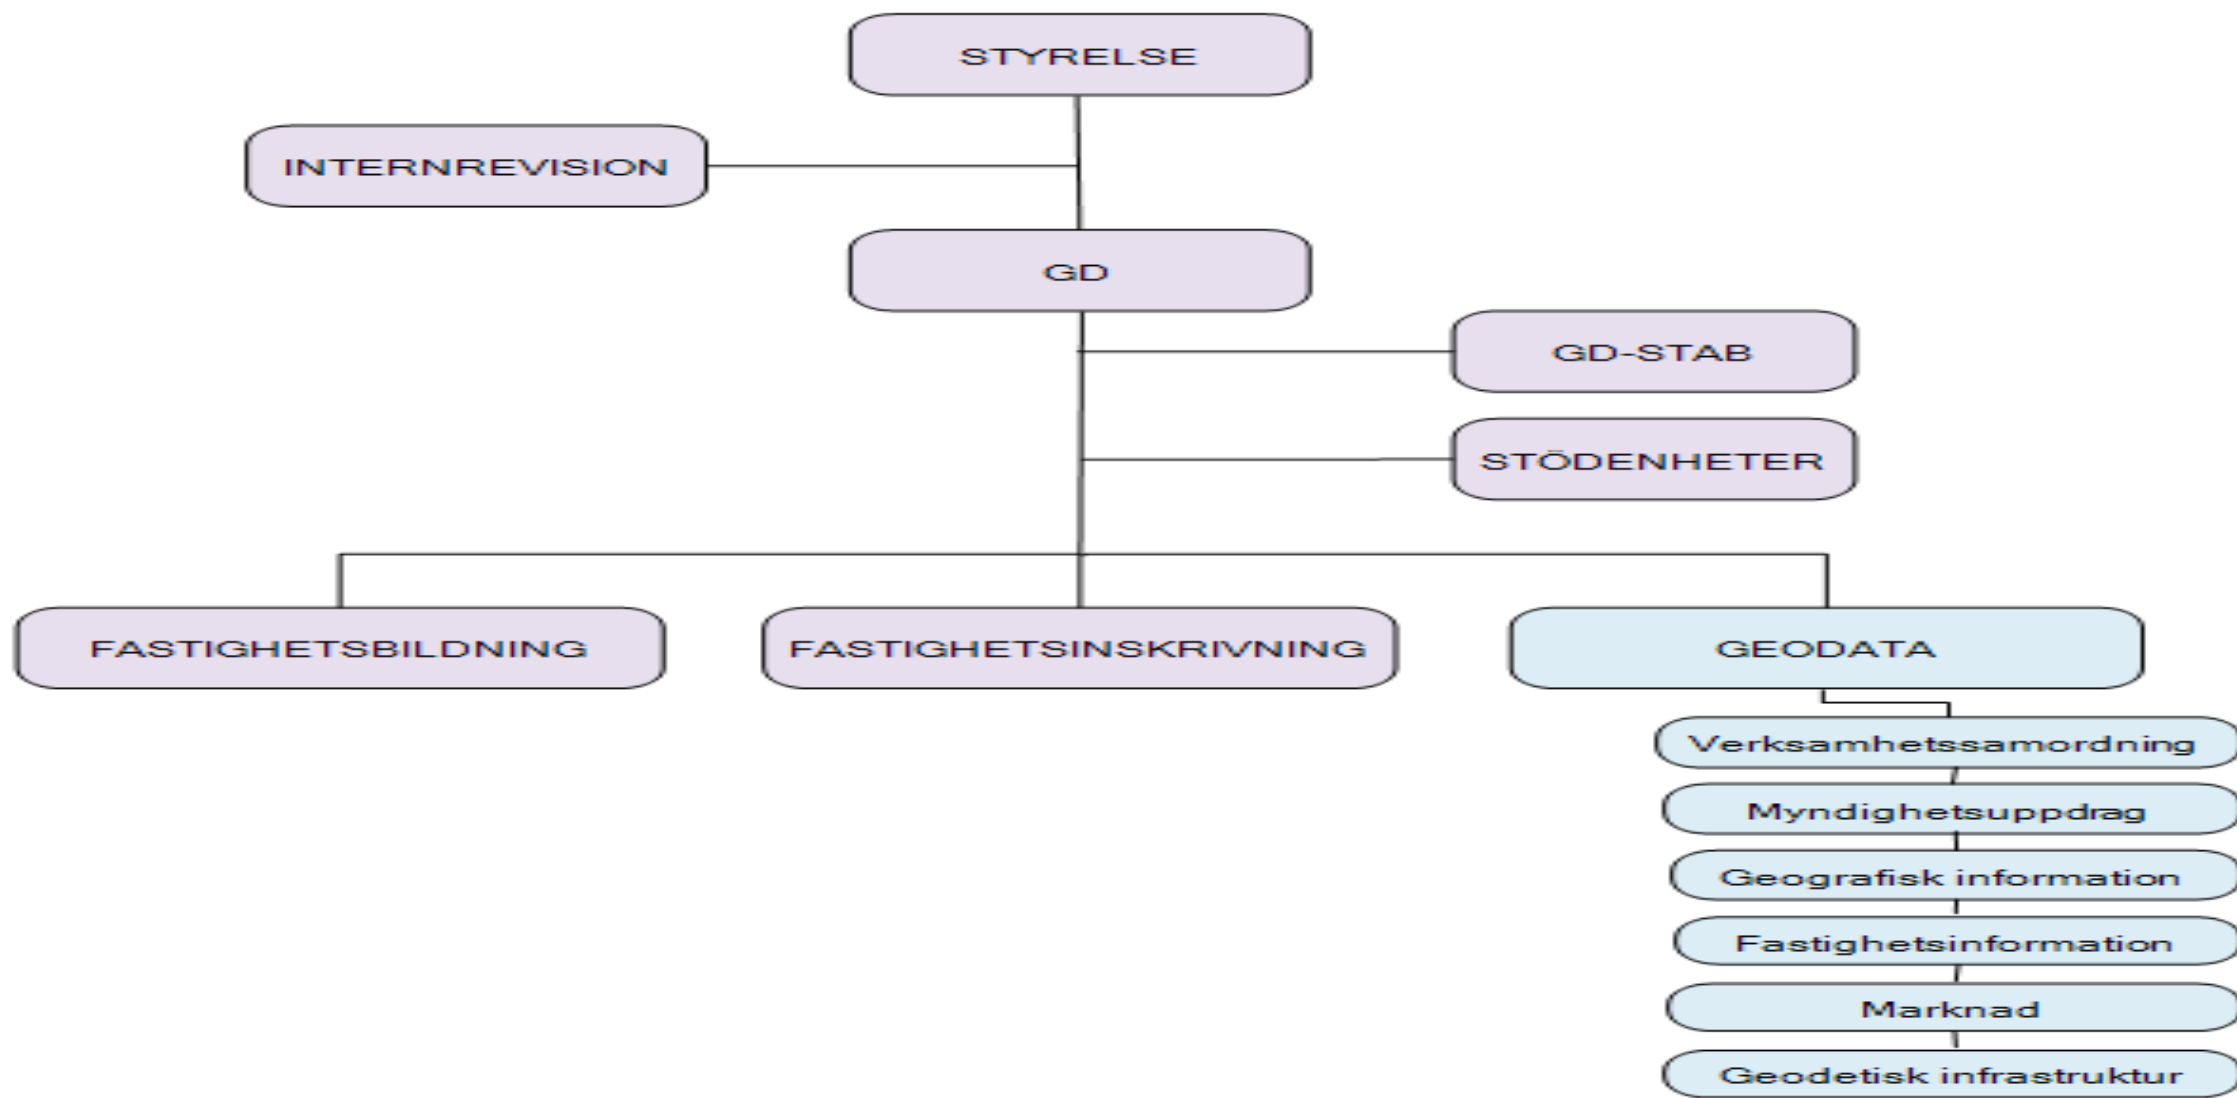 STYRELSE
INTERNREVISION
GD
GD-STAB
STÖDENHETER
FASTIGHETSBILDNING
FASTIGHETSINSKRIVNING
GEODATA
Verksamhetssamordning
Myndighetsuppdrag
Geografisk information
Fastighetsinformation
Marknad
Geodetisk infrastruktur